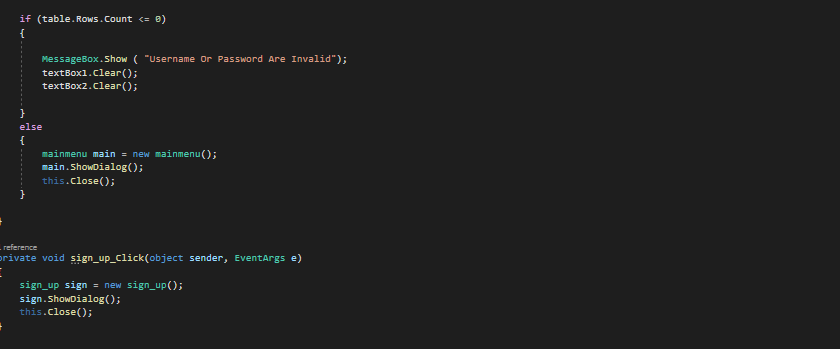 if (table.Rows.Count <= 0)
{
MessageBox.Show ( "Username Or Password Are Invalid");
textBox1.Clear();
textBox2.Clear();
}
else
{
mainmenu main = new mainmenu();
main.ShowDialog();
this.Close();
}
}
reference
private void sign_up_Click(object sender, EventArgs e)
{
sign_up sign = new sign_up();
sign.ShowDialog();
this.Close();
}